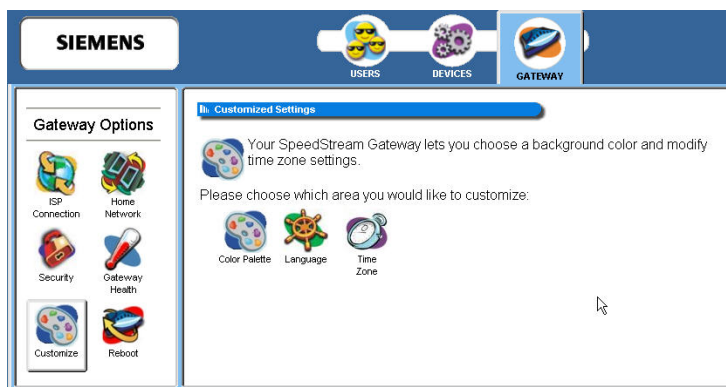 SIEMENS
USERS
DEVICES
GATEWAY
Gateway Options
ISP
Connection
Home
Network
Security
Gateway
Health
Customize
Reboot
Customized Settings
Your SpeedStream Gateway lets you choose a background color and modify
time zone settings.
Please choose which area you would like to customize:
Color Palette
Language
Time
Zone